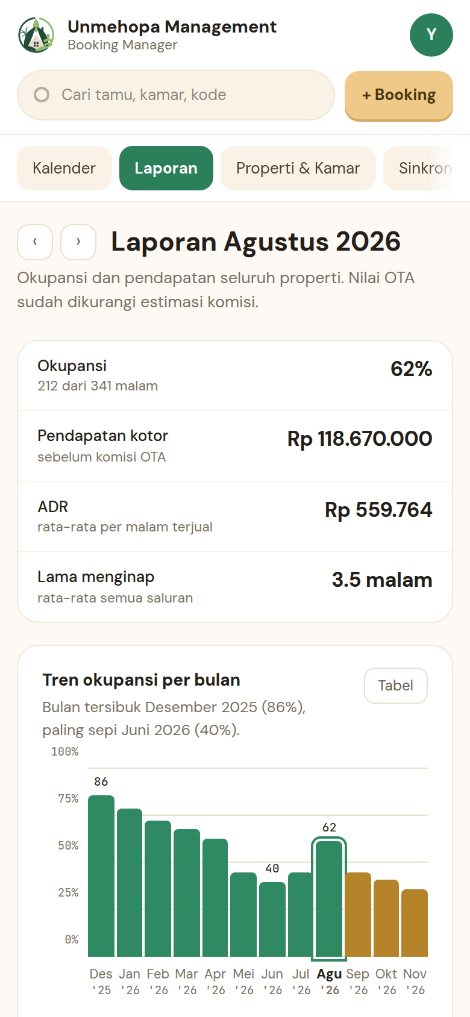 Unmehopa Management
Booking Manager
Y
Cari tamu, kamar, kode
+ Booking
Kalender
Laporan
Properti & Kamar
Sinkron
‹ › Laporan Agustus 2026
Okupansi dan pendapatan seluruh properti. Nilai OTA
sudah dikurangi estimasi komisi.
Okupansi
62%
212 dari 341 malam
Pendapatan kotor
Rp 118.670.000
sebelum komisi OTA
ADR
Rp 559.764
rata-rata per malam terjual
Lama menginap
3.5 malam
rata-rata semua saluran
Tren okupansi per bulan
Tabel
Bulan tersibuk Desember 2025 (86%),
paling sepi Juni 2026 (40%).
100%
86
75%
62
50%
40
25%
0%
Des Jan Feb Mar Apr Mei Jun Jul Agu Sep Okt Nov
'25 '26 '26 '26 '26 '26 '26 '26 '26 '26 '26 '26